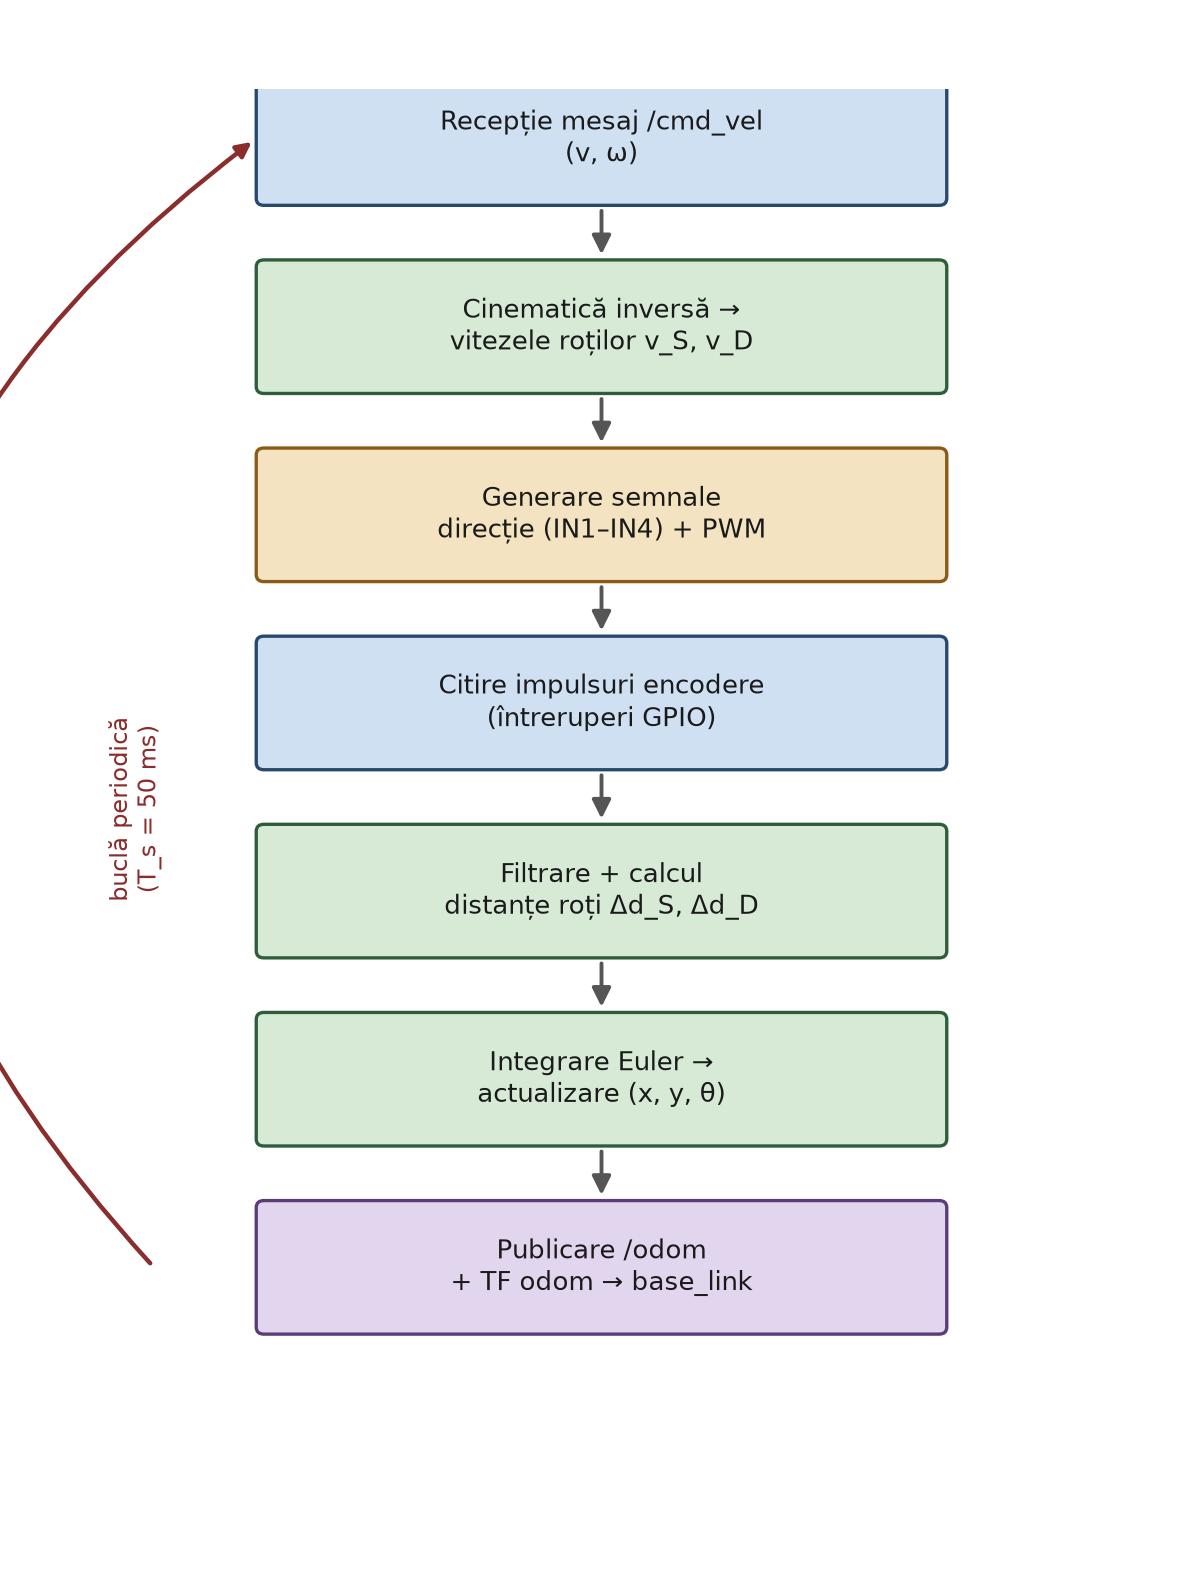 Recepție mesaj /cmd_vel
(v, ω)
Cinematică inversă →
vitezele roților v_S, v_D
Generare semnale
direcție (IN1–IN4) + PWM
Citire impulsuri encodere
(întreruperi GPIO)
buclă periodică
(T_s = 50 ms)
Filtrare + calcul
distanțe roți Δd_S, Δd_D
Integrare Euler →
actualizare (x, y, θ)
Publicare /odom
+ TF odom → base_link